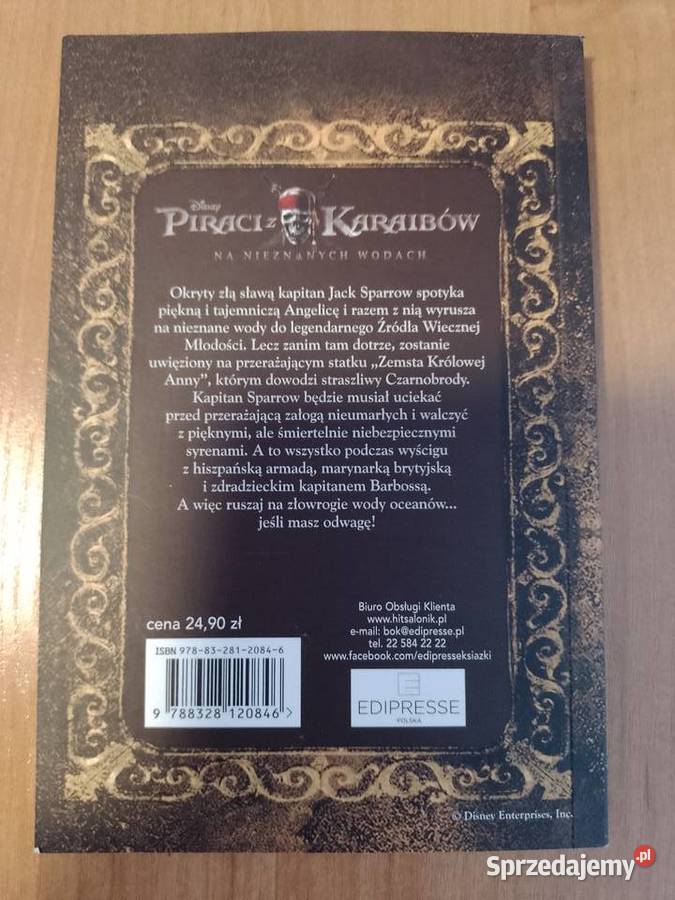 Disney
PIRACI Z KARAIBÓW
NA NIEZNANYCH WODACH
Okryty złą sławą kapitan Jack Sparrow spotyka
piękną i tajemniczą Angelicę i razem z nią wyrusza
na nieznane wody do legendarnego Źródła Wiecznej
Młodości. Lecz zanim tam dotrze, zostanie
uwięziony na przerażającym statku „Zemsta Królowej
Anny”, którym dowodzi straszliwy Czarnobrody.
Kapitan Sparrow będzie musiał uciekać
przed przerażającą załogą nieumarłych i walczyć
z pięknymi, ale śmiertelnie niebezpiecznymi
syrenami. A to wszystko podczas wyścigu
z hiszpańską armadą, marynarką brytyjską
i zdradzieckim kapitanem Barbossą.
A więc ruszaj na złowrogie wody oceanów...
jeśli masz odwagę!
cena 24,90 zł
ISBN 978-83-281-2084-6
9 788328 120846 >
Biuro Obsługi Klienta
www.hitsalonik.pl
e-mail: bok@edipresse.pl
tel. 22 584 22 22
www.facebook.com/edipresseksiazki
E
EDIPRESSE
POLSKA
© Disney Enterprises, Inc.
Sprzedajemy.pl